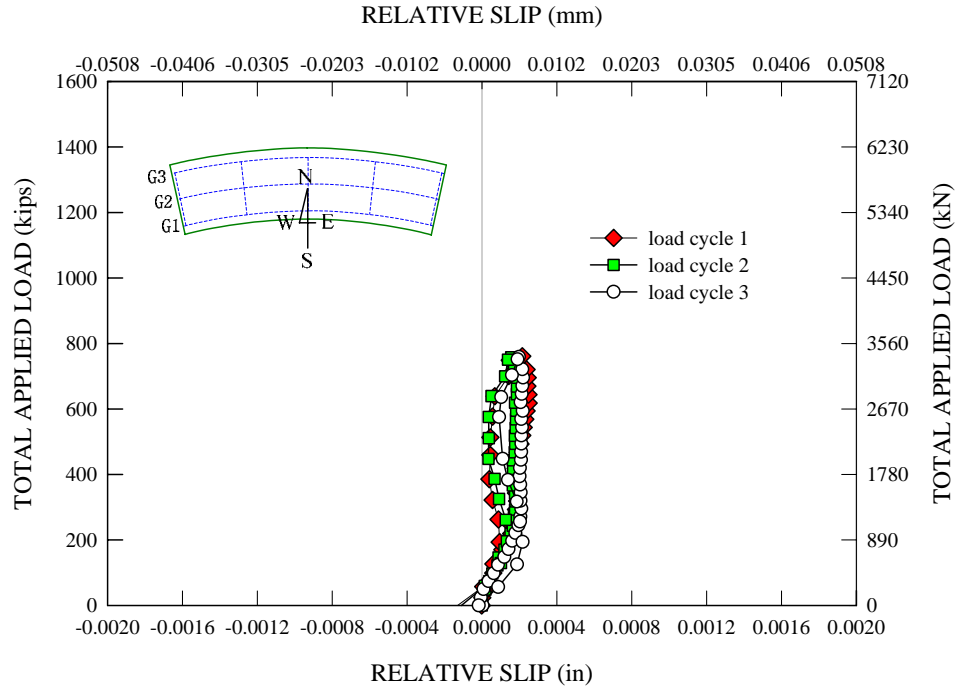 RELATIVE SLIP (mm)
-0.0508 -0.0406 -0.0305 -0.0203 -0.0102 0.0000 0.0102 0.0203 0.0305 0.0406 0.0508
1600 7120
1400 6230
1200 5340
1000 4450
800 3560
600 2670
400 1780
200 890
0 0
TOTAL APPLIED LOAD (kips)
TOTAL APPLIED LOAD (kN)
G3
G2
G1
N
W E
S
load cycle 1
load cycle 2
load cycle 3
-0.0020 -0.0016 -0.0012 -0.0008 -0.0004 0.0000 0.0004 0.0008 0.0012 0.0016 0.0020
RELATIVE SLIP (in)